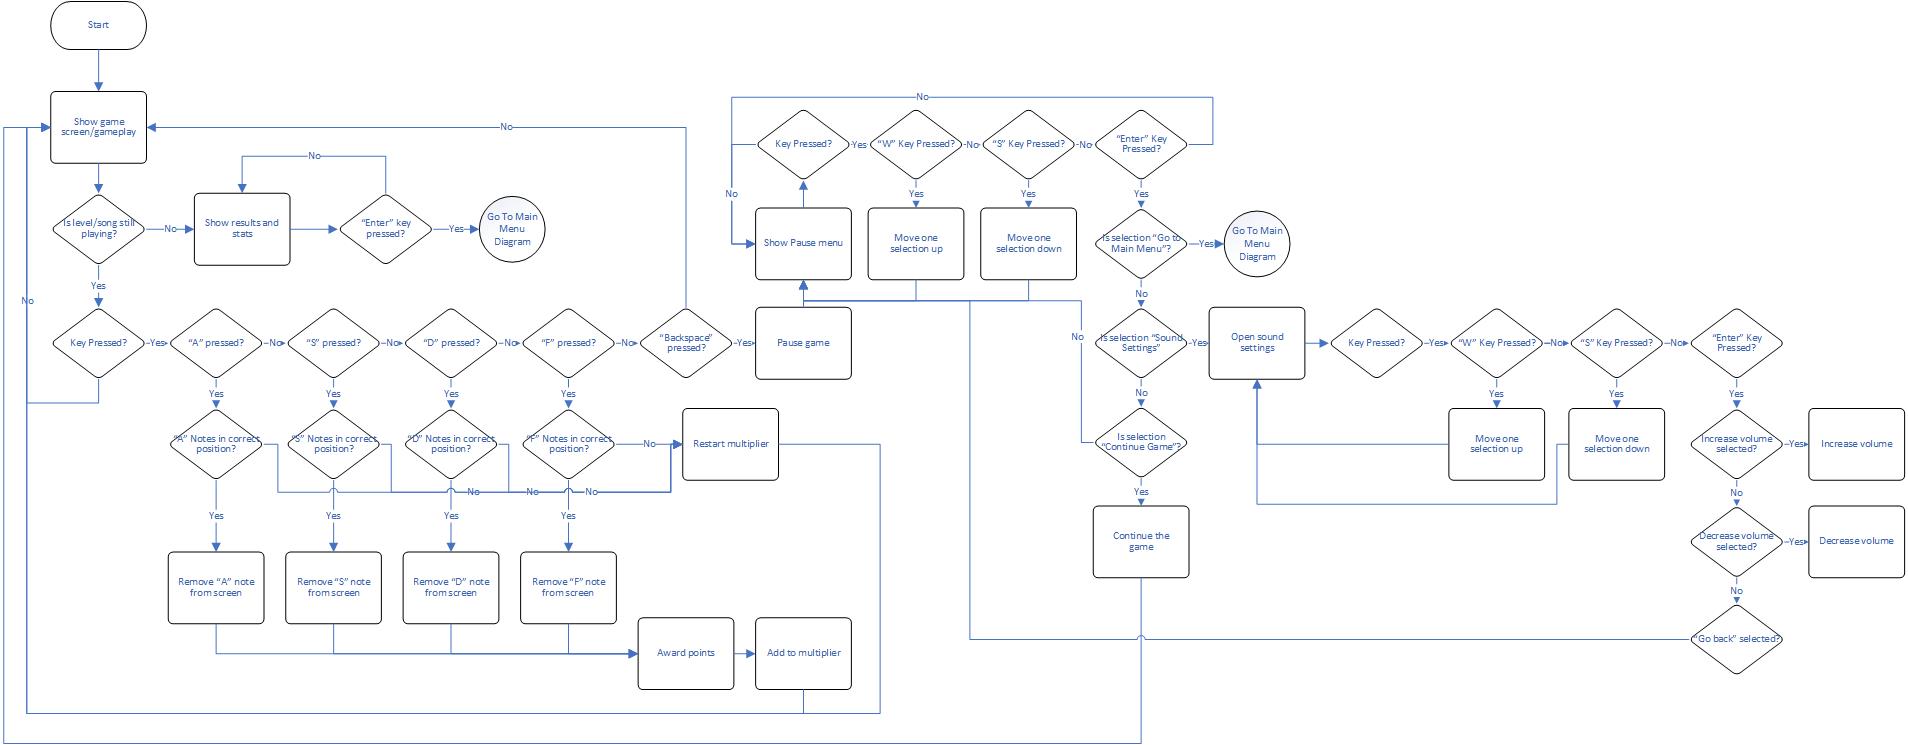 Start
Show game
screen/gameplay
No
Is level/song still
playing?
No
Show results and
stats
No
"Enter" key
pressed?
Yes
Go To Main
Menu
Diagram
Yes
No
Key Pressed?
Yes
"A" pressed?
No
"S" pressed?
No
"D" pressed?
No
"F" pressed?
No
"Backspace"
pressed?
Yes
Pause game
Yes
Yes
Yes
Yes
"A" Notes in correct
position?
"S" Notes in correct
position?
"D" Notes in correct
position?
"F" Notes in correct
position?
No
Restart multiplier
No
No
No
Yes
Yes
Yes
Yes
Remove "A" note
from screen
Remove "S" note
from screen
Remove "D" note
from screen
Remove "F" note
from screen
Award points
Add to multiplier
No
Key Pressed?
Yes
"W" Key Pressed?
No
"S" Key Pressed?
No
"Enter" Key
Pressed?
No
Yes
Yes
Yes
Show Pause menu
Move one
selection up
Move one
selection down
Is selection "Go to
Main Menu"?
Yes
Go To Main
Menu
Diagram
No
No
Is selection "Sound
Settings"
Yes
Open sound
settings
Key Pressed?
Yes
"W" Key Pressed?
No
"S" Key Pressed?
No
"Enter" Key
Pressed?
No
Yes
Yes
Yes
Is selection
"Continue Game"?
Move one
selection up
Move one
selection down
Increase volume
selected?
Yes
Increase volume
Yes
No
Continue the
game
Decrease volume
selected?
Yes
Decrease volume
No
"Go back" selected?